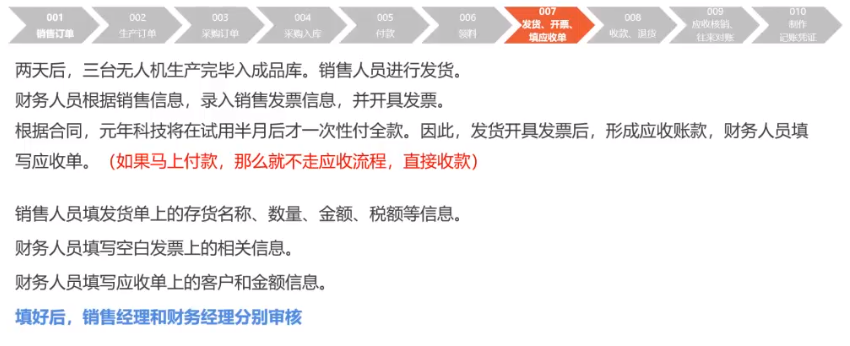 001
销售订单
002
生产订单
003
采购订单
004
采购入库
005
付款
006
领料
007
发货、开票、
填应收单
008
收款、退货
009
应收核销、
往来对账
010
制作
记账凭证
两天后，三台无人机生产完毕入成品库。销售人员进行发货。
财务人员根据销售信息，录入销售发票信息，并开具发票。
根据合同，元年科技将在试用半月后才一次性付全款。因此，发货开具发票后，形成应收账款，财务人员填
写应收单。（如果马上付款，那么就不走应收流程，直接收款）
销售人员填发货单上的存货名称、数量、金额、税额等信息。
财务人员填写空白发票上的相关信息。
财务人员填写应收单上的客户和金额信息。
填好后，销售经理和财务经理分别审核